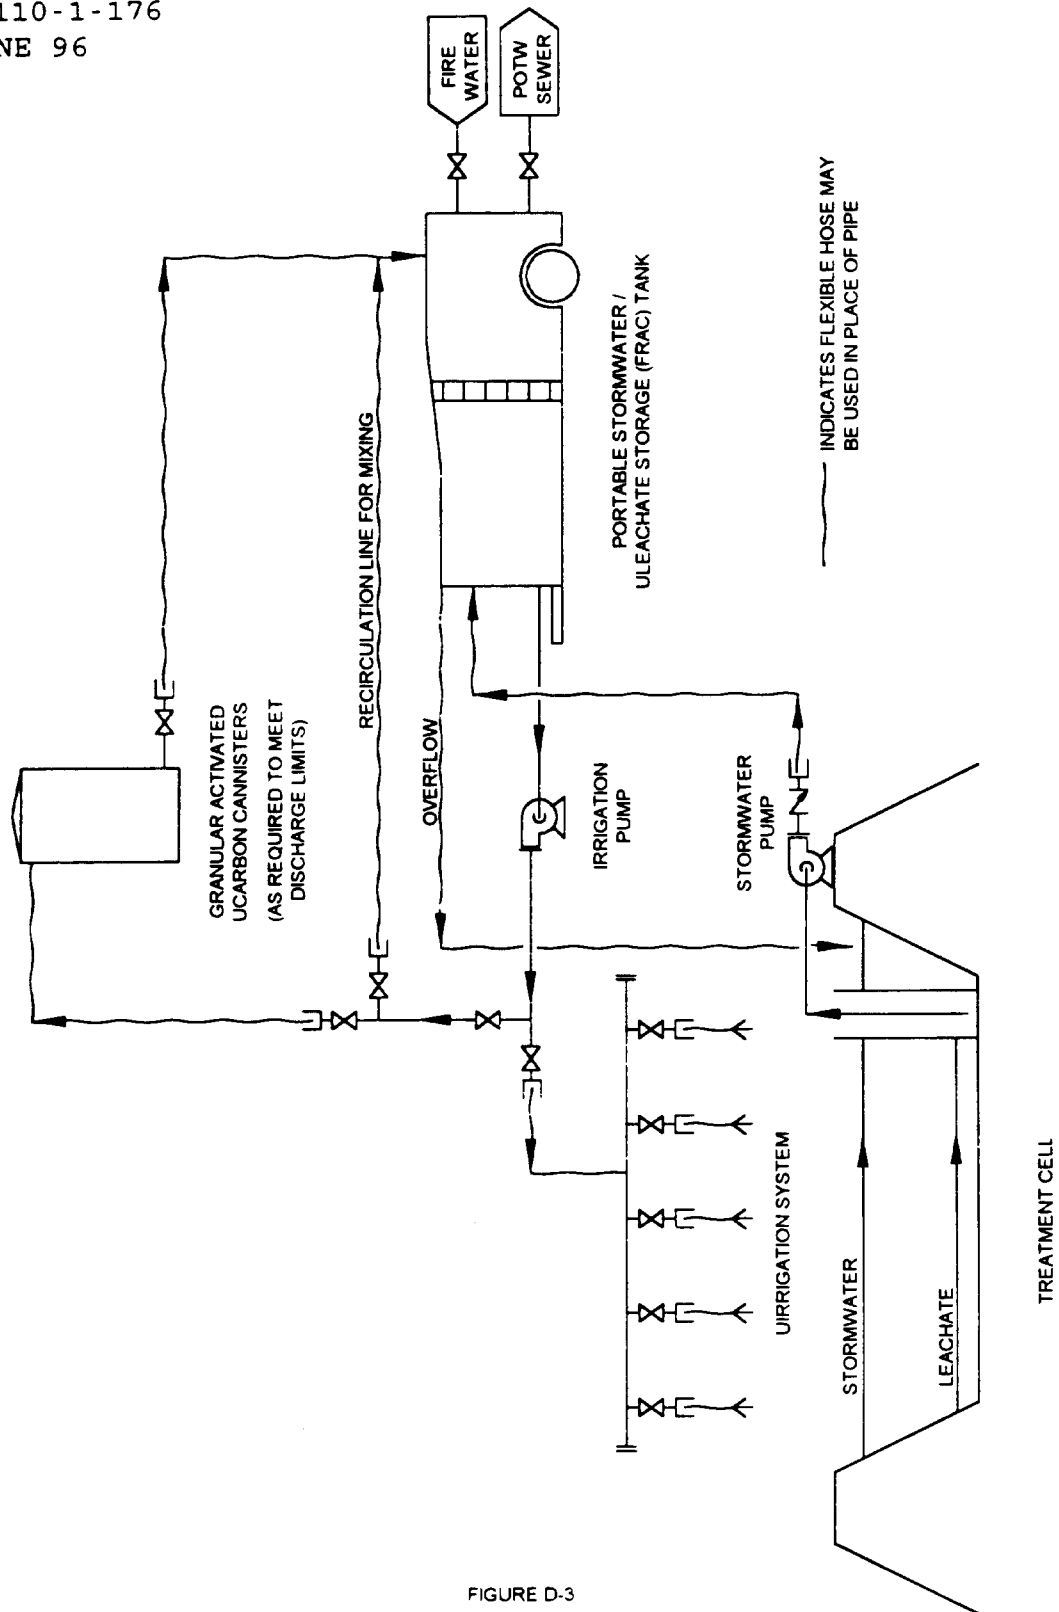 110-1-176
NE 96
FIRE
WATER
POTW
SEWER
RECIRCULATION LINE FOR MIXING
GRANULAR ACTIVATED
UCARBON CANNISTERS
(AS REQUIRED TO MEET
DISCHARGE LIMITS)
OVERFLOW
PORTABLE STORMWATER /
ULEACHATE STORAGE (FRAC) TANK
INDICATES FLEXIBLE HOSE MAY
BE USED IN PLACE OF PIPE
IRRIGATION
PUMP
STORMWATER
PUMP
UIRRIGATION SYSTEM
STORMWATER
LEACHATE
TREATMENT CELL
FIGURE D-3